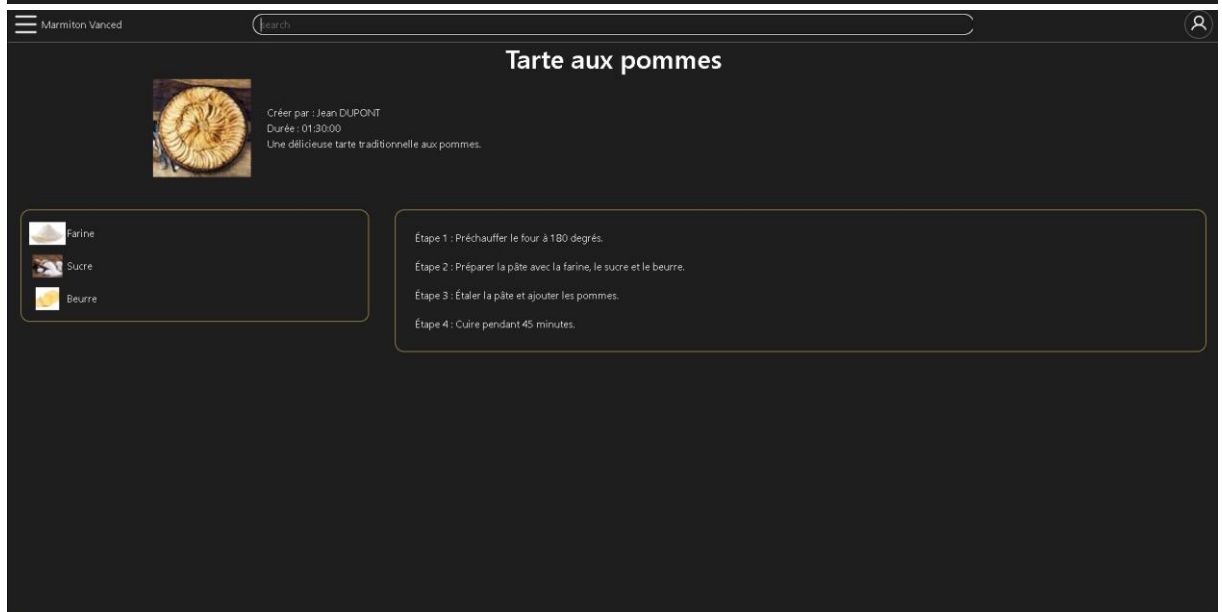 Marmiton Vanced
search
Tarte aux pommes
Créer par : Jean DUPONT
Durée : 01:30:00
Une délicieuse tarte traditionnelle aux pommes.
Farine
Sucre
Beurre
Étape 1 : Préchauffer le four à 180 degrés.
Étape 2 : Préparer la pâte avec la farine, le sucre et le beurre.
Étape 3 : Étaler la pâte et ajouter les pommes.
Étape 4 : Cuire pendant 45 minutes.